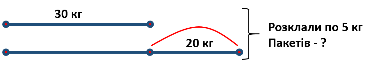 30 кг
20 кг
Розклали по 5 кг
Пакетів - ?